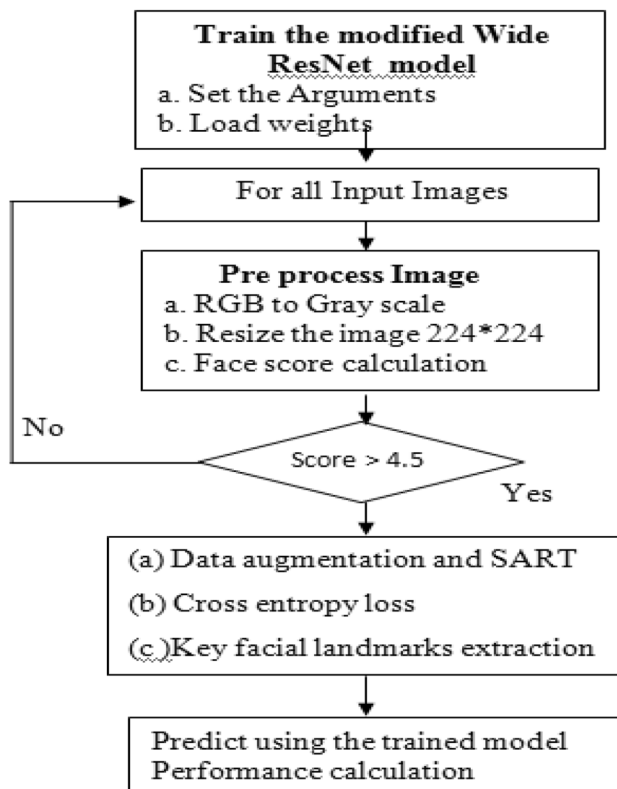 Train the modified Wide
ResNet model
a. Set the Arguments
b. Load weights
For all Input Images
Pre process Image
a. RGB to Gray scale
b. Resize the image 224*224
c. Face score calculation
No
Score > 4.5
Yes
(a) Data augmentation and SART
(b) Cross entropy loss
(c )Key facial landmarks extraction
Predict using the trained model
Performance calculation